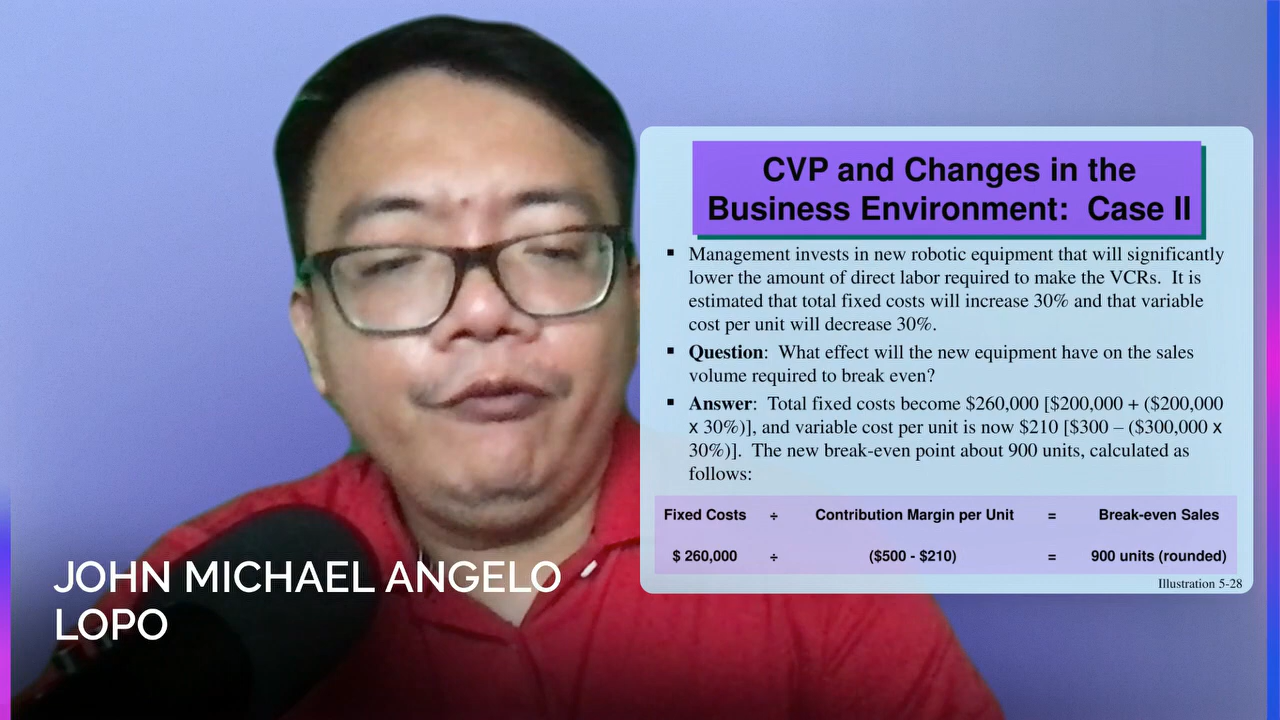 CVP and Changes in the
Business Environment:  Case II
▪ Management invests in new robotic equipment that will significantly
lower the amount of direct labor required to make the VCRs.  It is
estimated that total fixed costs will increase 30% and that variable
cost per unit will decrease 30%.
▪ Question:  What effect will the new equipment have on the sales
volume required to break even?
▪ Answer:  Total fixed costs become $260,000 [$200,000 + ($200,000
x 30%)], and variable cost per unit is now $210 [$300 – ($300,000 x
30%)].  The new break-even point about 900 units, calculated as
follows:
Fixed Costs ÷ Contribution Margin per Unit = Break-even Sales
$ 260,000 ÷ ($500 - $210) = 900 units (rounded)
Illustration 5-28
JOHN MICHAEL ANGELO
LOPO